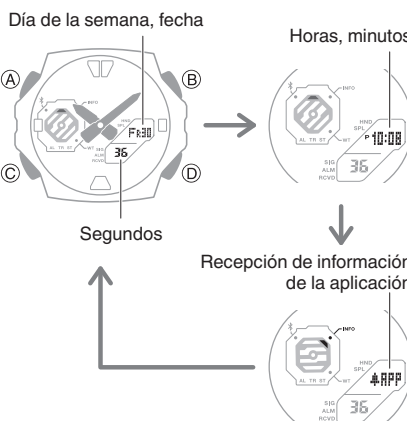 Día de la semana, fecha
Horas, minutos
A
B
INFO
HND
SPL
FR30
AL TR ST
WT
SIG
ALM
RCVD
36
C
D
Segundos
INFO
HND
SPL
P 10:08
AL TR ST
WT
SIG
ALM
RCVD
36
Recepción de información
de la aplicación
INFO
HND
SPL
APP
AL TR ST
WT
SIG
ALM
RCVD
36